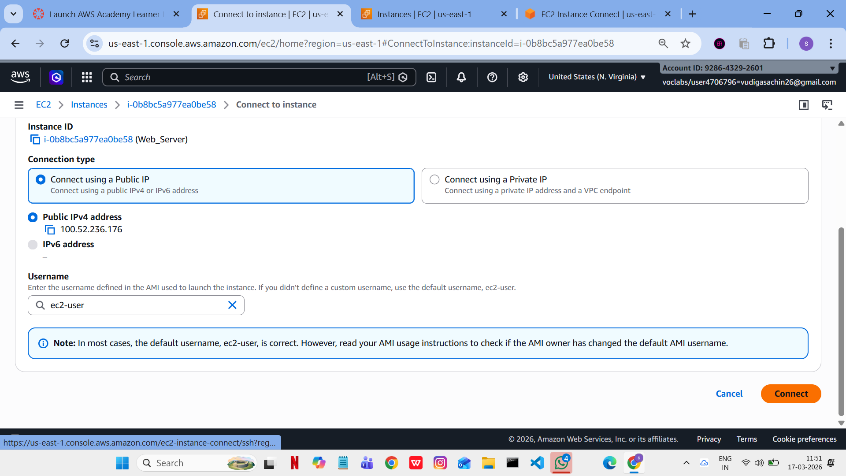 Launch AWS Academy Learner
Connect to instance | EC2 | us-e
Instances | EC2 | us-east-1
EC2 Instance Connect | us-east
us-east-1.console.aws.amazon.com/ec2/home?region=us-east-1#ConnectToInstance:instanceId=i-0b8bc5a977ea0be58
S
aws
Search
[Alt+S]
United States (N. Virginia)
Account ID: 9286-4329-2601
voclabs/user4706796=vudigasachin26@gmail.com
EC2
Instances
i-0b8bc5a977ea0be58
Connect to instance
Instance ID
i-0b8bc5a977ea0be58 (Web_Server)
Connection type
Connect using a Public IP
Connect using a public IPv4 or IPv6 address
Connect using a Private IP
Connect using a private IP address and a VPC endpoint
Public IPv4 address
100.52.236.176
IPv6 address
–
Username
Enter the username defined in the AMI used to launch the instance. If you didn't define a custom username, use the default username, ec2-user.
ec2-user
Note: In most cases, the default username, ec2-user, is correct. However, read your AMI usage instructions to check if the AMI owner has changed the default AMI username.
Cancel
Connect
https://us-east-1.console.aws.amazon.com/ec2-instance-connect/ssh?reg...
© 2026, Amazon Web Services, Inc. or its affiliates.
Privacy
Terms
Cookie preferences
Search
4
ENG
IN
11:51
17-03-2026